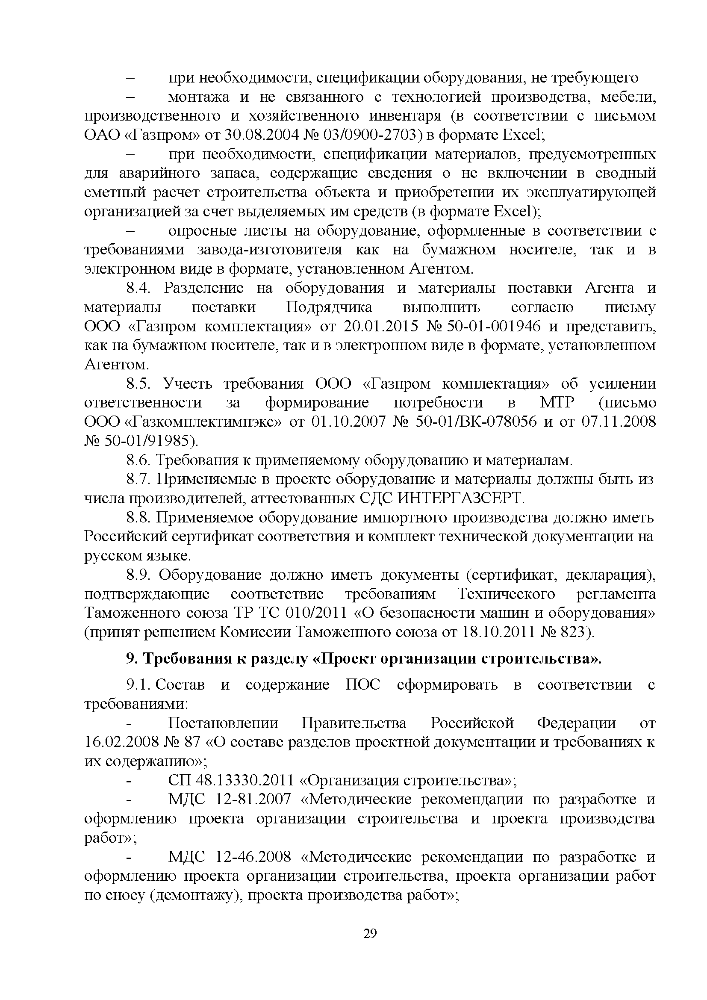 – при необходимости, спецификации оборудования, не требующего
– монтажа и не связанного с технологией производства, мебели,
производственного и хозяйственного инвентаря (в соответствии с письмом
ОАО «Газпром» от 30.08.2004 № 03/0900-2703) в формате Excel;
– при необходимости, спецификации материалов, предусмотренных
для аварийного запаса, содержащие сведения о не включении в сводный
сметный расчет строительства объекта и приобретении их эксплуатирующей
организацией за счет выделяемых им средств (в формате Excel);
– опросные листы на оборудование, оформленные в соответствии с
требованиями завода-изготовителя как на бумажном носителе, так и в
электронном виде в формате, установленном Агентом.
8.4. Разделение на оборудования и материалы поставки Агента и
материалы поставки Подрядчика выполнить согласно письму
ООО «Газпром комплектация» от 20.01.2015 № 50-01-001946 и представить,
как на бумажном носителе, так и в электронном виде в формате, установленном
Агентом.
8.5. Учесть требования ООО «Газпром комплектация» об усилении
ответственности за формирование потребности в МТР (письмо
ООО «Газкомплектимпэкс» от 01.10.2007 № 50-01/ВК-078056 и от 07.11.2008
№ 50-01/91985).
8.6. Требования к применяемому оборудованию и материалам.
8.7. Применяемые в проекте оборудование и материалы должны быть из
числа производителей, аттестованных СДС ИНТЕРГАЗСЕРТ.
8.8. Применяемое оборудование импортного производства должно иметь
Российский сертификат соответствия и комплект технической документации на
русском языке.
8.9. Оборудование должно иметь документы (сертификат, декларация),
подтверждающие соответствие требованиям Технического регламента
Таможенного союза ТР ТС 010/2011 «О безопасности машин и оборудования»
(принят решением Комиссии Таможенного союза от 18.10.2011 № 823).
9. Требования к разделу «Проект организации строительства».
9.1. Состав и содержание ПОС сформировать в соответствии с
требованиями:
- Постановлении Правительства Российской Федерации от
16.02.2008 № 87 «О составе разделов проектной документации и требованиях к
их содержанию»;
- СП 48.13330.2011 «Организация строительства»;
- МДС 12-81.2007 «Методические рекомендации по разработке и
оформлению проекта организации строительства и проекта производства
работ»;
- МДС 12-46.2008 «Методические рекомендации по разработке и
оформлению проекта организации строительства, проекта организации работ
по сносу (демонтажу), проекта производства работ»;
29